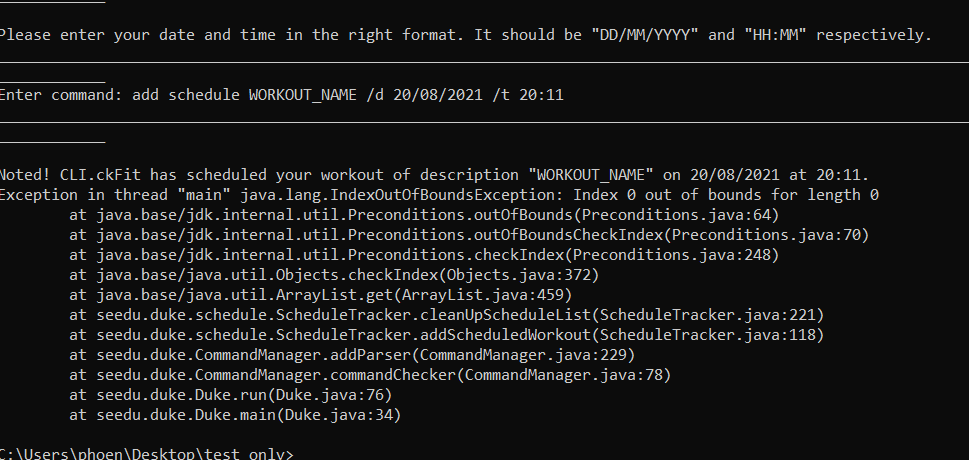 Please enter your date and time in the right format. It should be "DD/MM/YYYY" and "HH:MM" respectively.
Enter command: add schedule WORKOUT_NAME /d 20/08/2021 /t 20:11
Noted! CLI.ckFit has scheduled your workout of description "WORKOUT_NAME" on 20/08/2021 at 20:11.
Exception in thread "main" java.lang.IndexOutOfBoundsException: Index 0 out of bounds for length 0
at java.base/jdk.internal.util.Preconditions.outOfBounds(Preconditions.java:64)
at java.base/jdk.internal.util.Preconditions.outOfBoundsCheckIndex(Preconditions.java:70)
at java.base/jdk.internal.util.Preconditions.checkIndex(Preconditions.java:248)
at java.base/java.util.Objects.checkIndex(Objects.java:372)
at java.base/java.util.ArrayList.get(ArrayList.java:459)
at seedu.duke.schedule.ScheduleTracker.cleanUpScheduleList(ScheduleTracker.java:221)
at seedu.duke.schedule.ScheduleTracker.addScheduledWorkout(ScheduleTracker.java:118)
at seedu.duke.CommandManager.addParser(CommandManager.java:229)
at seedu.duke.CommandManager.commandChecker(CommandManager.java:78)
at seedu.duke.Duke.run(Duke.java:76)
at seedu.duke.Duke.main(Duke.java:34)
C:\Users\phoen\Desktop\test only>